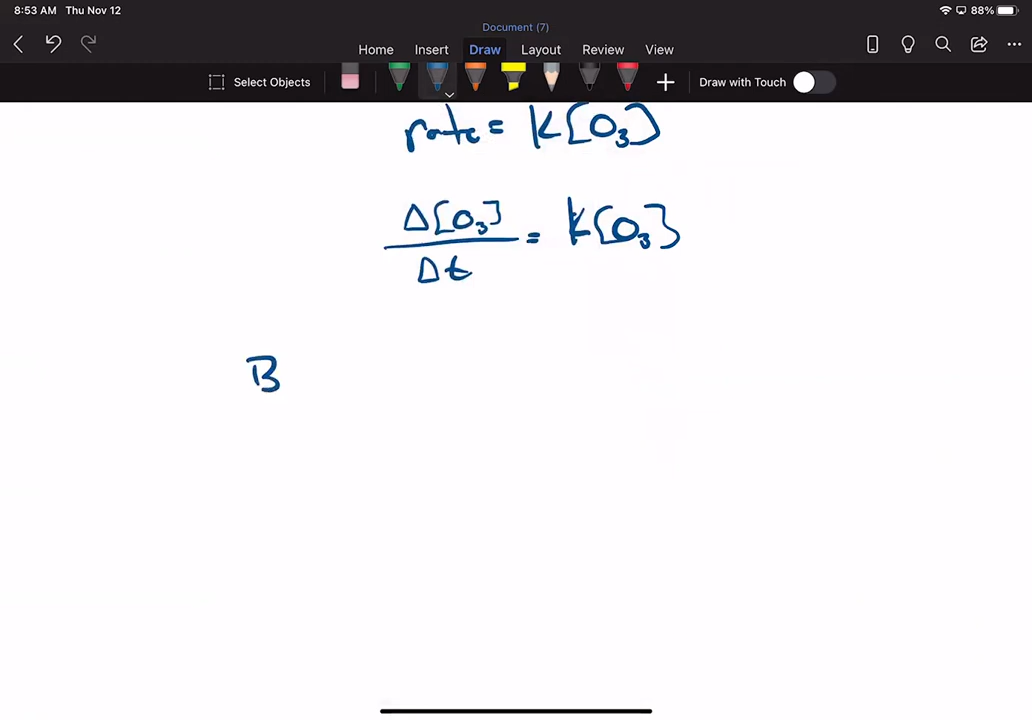 8:53 AM Thu Nov 12 88%
Document (7)
Home Insert Draw Layout Review View
Select Objects Draw with Touch
rate = K[O₃]
Δ[O₃]
Δt
= K[O₃]
B